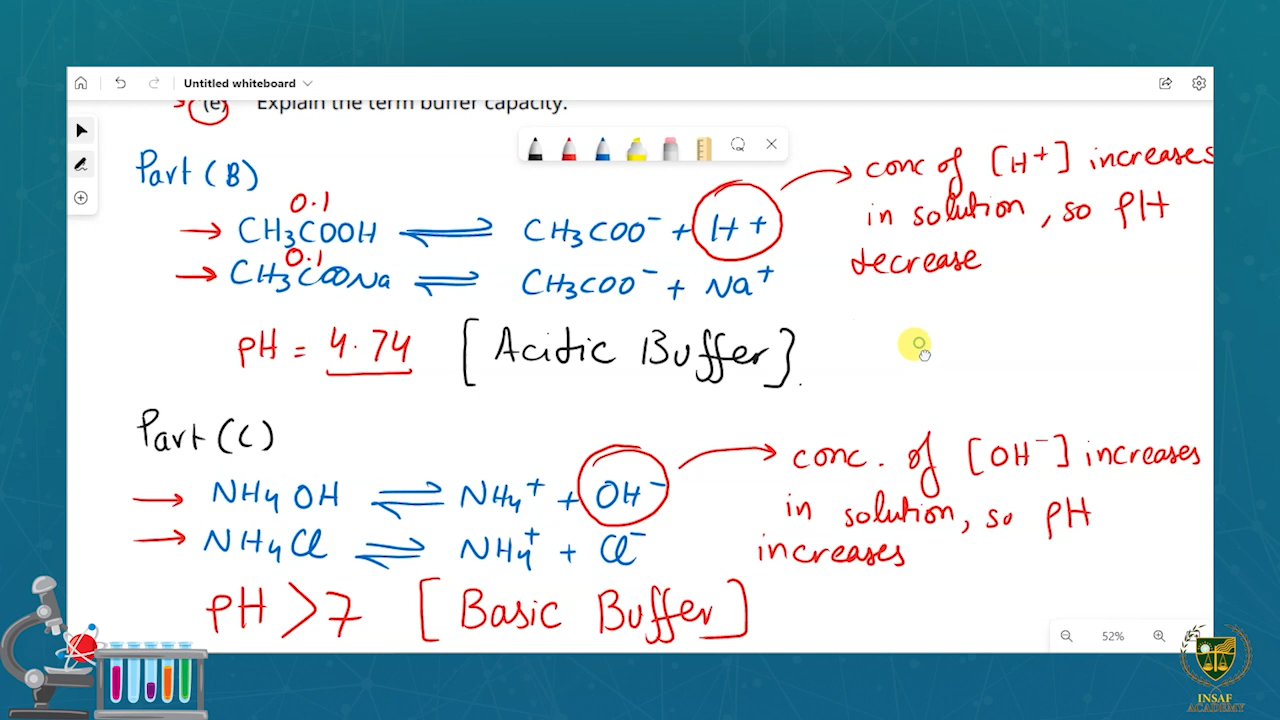 Untitled whiteboard
(e) Explain the term buffer capacity.
Part (B)
0.1
CH3COOH ⇌ CH3COO⁻ + H+
0.1
CH3COONa ⇌ CH3COO⁻ + Na⁺
conc of [H+] increases
in solution, so pH
decrease
pH = 4.74 [Acidic Buffer].
Part (C)
NH4OH ⇌ NH4⁺ + OH⁻
NH4Cl ⇌ NH4⁺ + Cl⁻
conc. of [OH⁻] increases
in solution, so pH
increases
pH > 7 [Basic Buffer]
52%
INSAF
ACADEMY